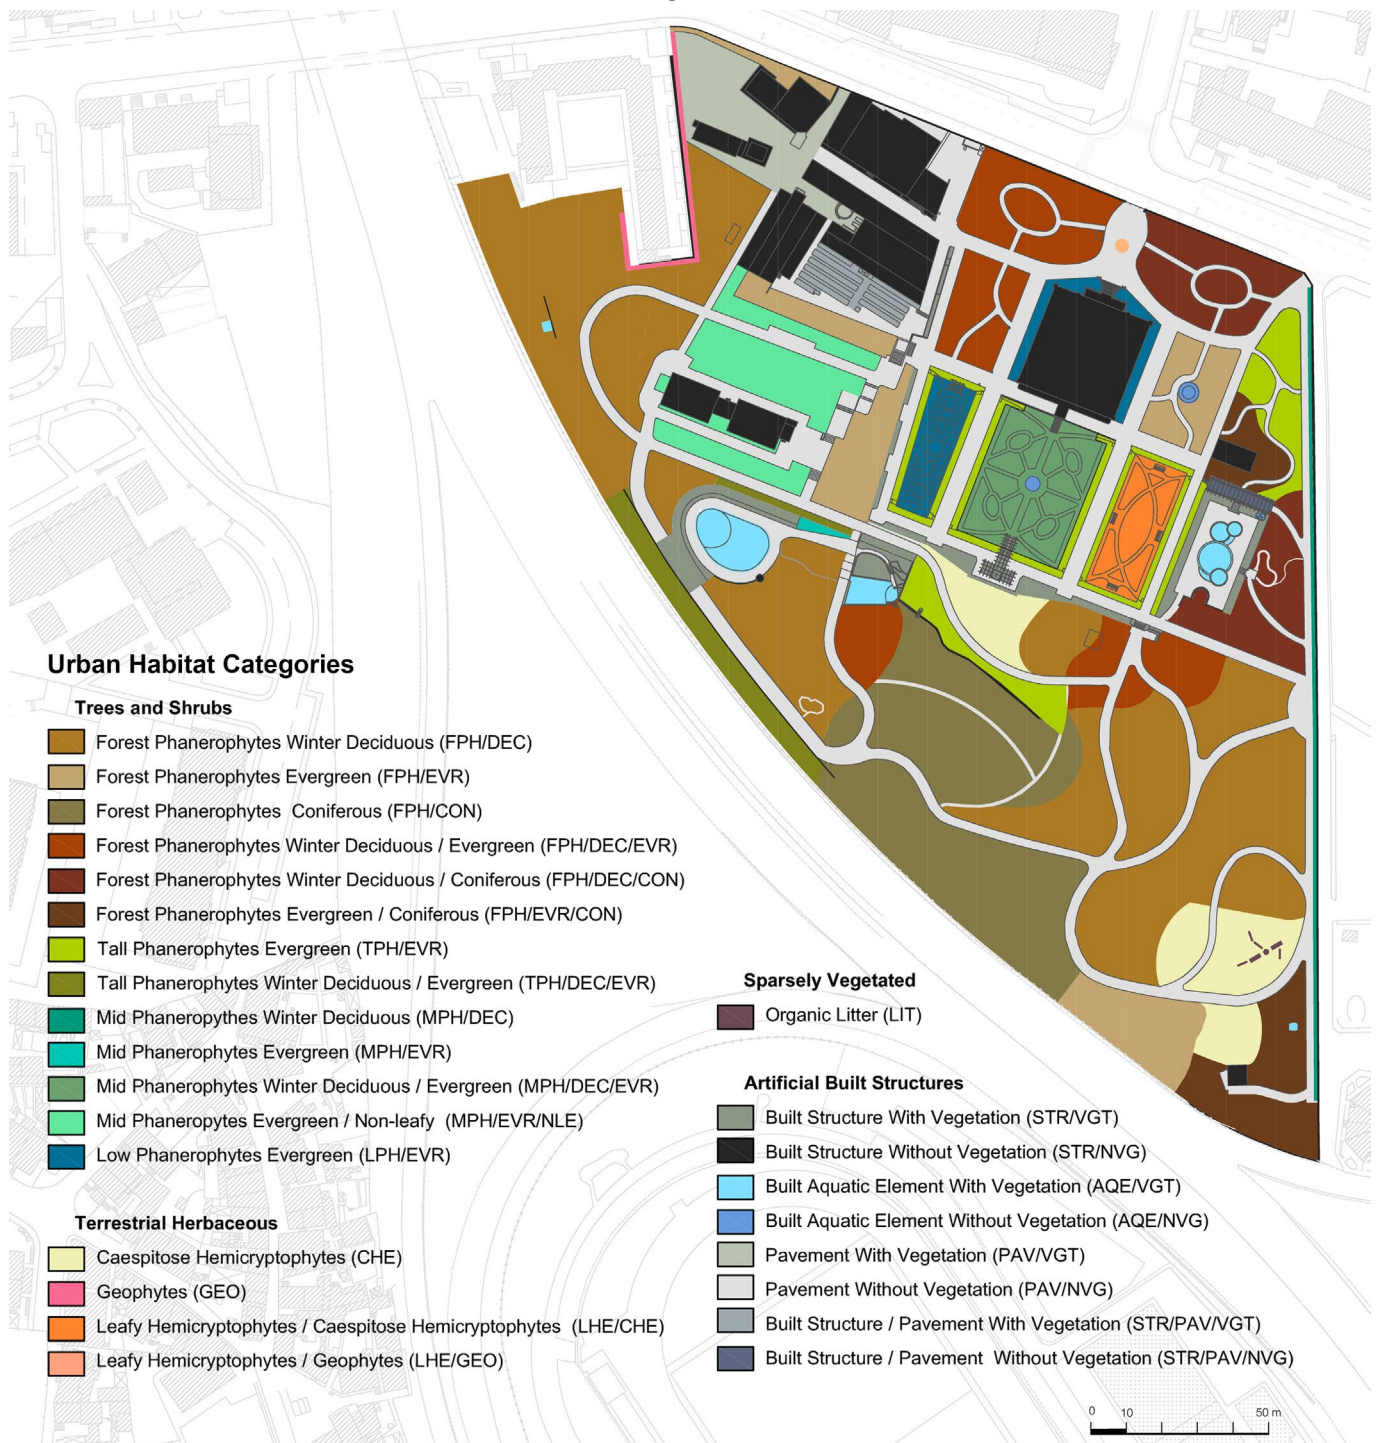 Urban Habitat Categories
Trees and Shrubs
Forest Phanerophytes Winter Deciduous (FPH/DEC)
Forest Phanerophytes Evergreen (FPH/EVR)
Forest Phanerophytes Coniferous (FPH/CON)
Forest Phanerophytes Winter Deciduous / Evergreen (FPH/DEC/EVR)
Forest Phanerophytes Winter Deciduous / Coniferous (FPH/DEC/CON)
Forest Phanerophytes Evergreen / Coniferous (FPH/EVR/CON)
Tall Phanerophytes Evergreen (TPH/EVR)
Tall Phanerophytes Winter Deciduous / Evergreen (TPH/DEC/EVR)
Mid Phaneropythes Winter Deciduous (MPH/DEC)
Mid Phanerophytes Evergreen (MPH/EVR)
Mid Phanerophytes Winter Deciduous / Evergreen (MPH/DEC/EVR)
Mid Phaneropytes Evergreen / Non-leafy (MPH/EVR/NLE)
Low Phanerophytes Evergreen (LPH/EVR)
Terrestrial Herbaceous
Caespitose Hemicryptophytes (CHE)
Geophytes (GEO)
Leafy Hemicryptophytes / Caespitose Hemicryptophytes (LHE/CHE)
Leafy Hemicryptophytes / Geophytes (LHE/GEO)
Sparsely Vegetated
Organic Litter (LIT)
Artificial Built Structures
Built Structure With Vegetation (STR/VGT)
Built Structure Without Vegetation (STR/NVG)
Built Aquatic Element With Vegetation (AQE/VGT)
Built Aquatic Element Without Vegetation (AQE/NVG)
Pavement With Vegetation (PAV/VGT)
Pavement Without Vegetation (PAV/NVG)
Built Structure / Pavement With Vegetation (STR/PAV/VGT)
Built Structure / Pavement Without Vegetation (STR/PAV/NVG)
0 10 50 m